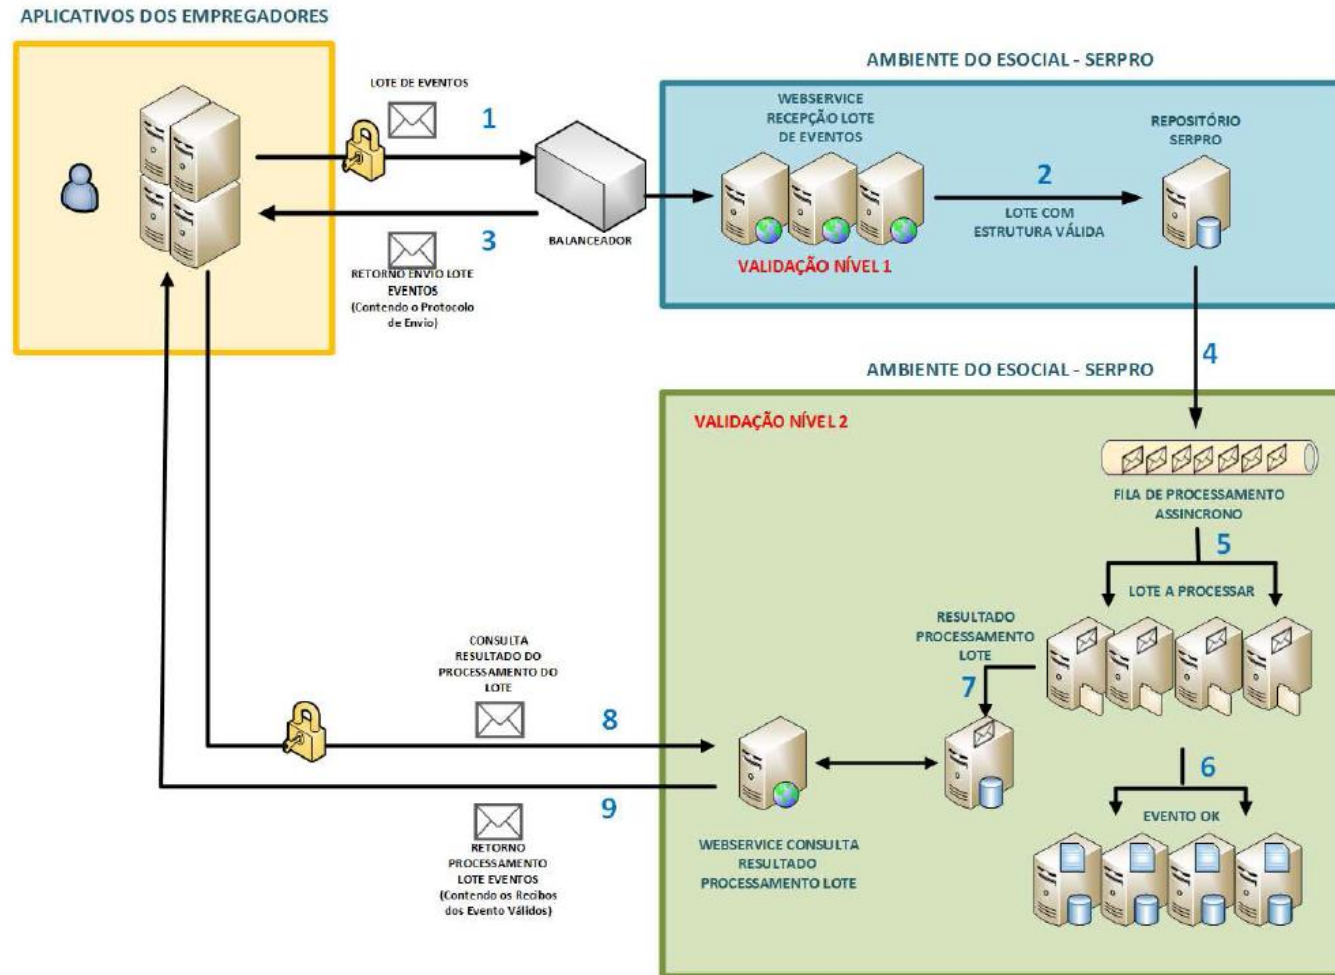 APLICATIVOS DOS EMPREGADORES
LOTE DE EVENTOS
1
BALANCEADOR
3
RETORNO ENVIO LOTE
EVENTOS
(Contendo o Protocolo
de Envio)
AMBIENTE DO ESOCIAL - SERPRO
WEBSERVICE
RECEPÇÃO LOTE
DE EVENTOS
VALIDAÇÃO NÍVEL 1
2
LOTE COM
ESTRUTURA VÁLIDA
REPOSITÓRIO
SERPRO
4
AMBIENTE DO ESOCIAL - SERPRO
VALIDAÇÃO NÍVEL 2
FILA DE PROCESSAMENTO
ASSINCRONO
5
LOTE A PROCESSAR
RESULTADO
PROCESSAMENTO
LOTE
7
6
EVENTO OK
CONSULTA
RESULTADO DO
PROCESSAMENTO DO
LOTE
8
9
RETORNO
PROCESSAMENTO
LOTE EVENTOS
(Contendo os Recibos
dos Evento Válidos)
WEBSERVICE CONSULTA
RESULTADO
PROCESSAMENTO LOTE